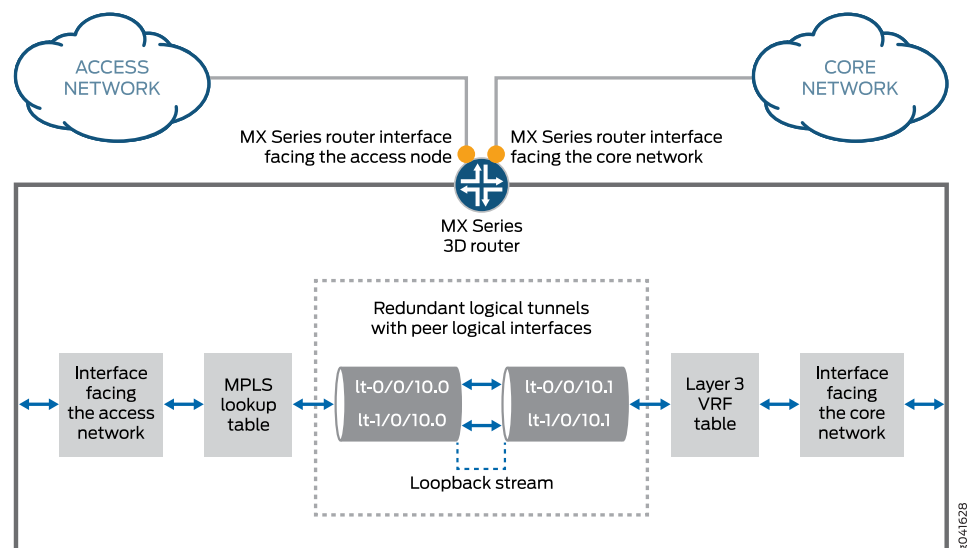 ACCESS
NETWORK
CORE
NETWORK
MX Series router interface
facing the access node
MX Series router interface
facing the core network
MX Series
3D router
Redundant logical tunnels
with peer logical interfaces
Interface
facing
the access
network
MPLS
lookup
table
lt-0/0/10.0
lt-1/0/10.0
lt-0/0/10.1
lt-1/0/10.1
Layer 3
VRF
table
Interface
facing
the core
network
Loopback stream
g041628